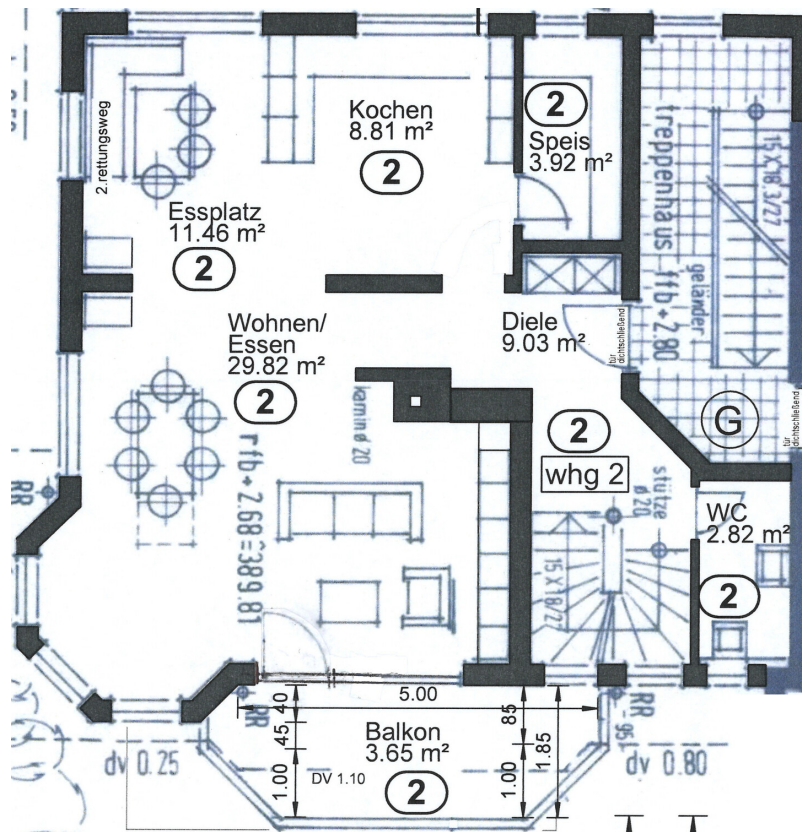 2.rettungsweg
Kochen
8.81 m²
2
2
Speis
3.92 m²
Essplatz
11.46 m²
2
treppenhaus ffb+2.80
15 X 18.3/27
geländer
Wohnen/
Essen
29.82 m²
2
Diele
9.03 m²
tür
dichtschließend
tür
dichtschließend
G
kamin ø 20
2
whg 2
rfb+2.68=389.81
stütze
ø 20
15 X 18/27
WC
2.82 m²
2
RR
RR
RR
5.00
40
45
1.00
85
1.00
1.85
95
Balkon
3.65 m²
DV 1.10
2
dv 0.25
dv 0.80